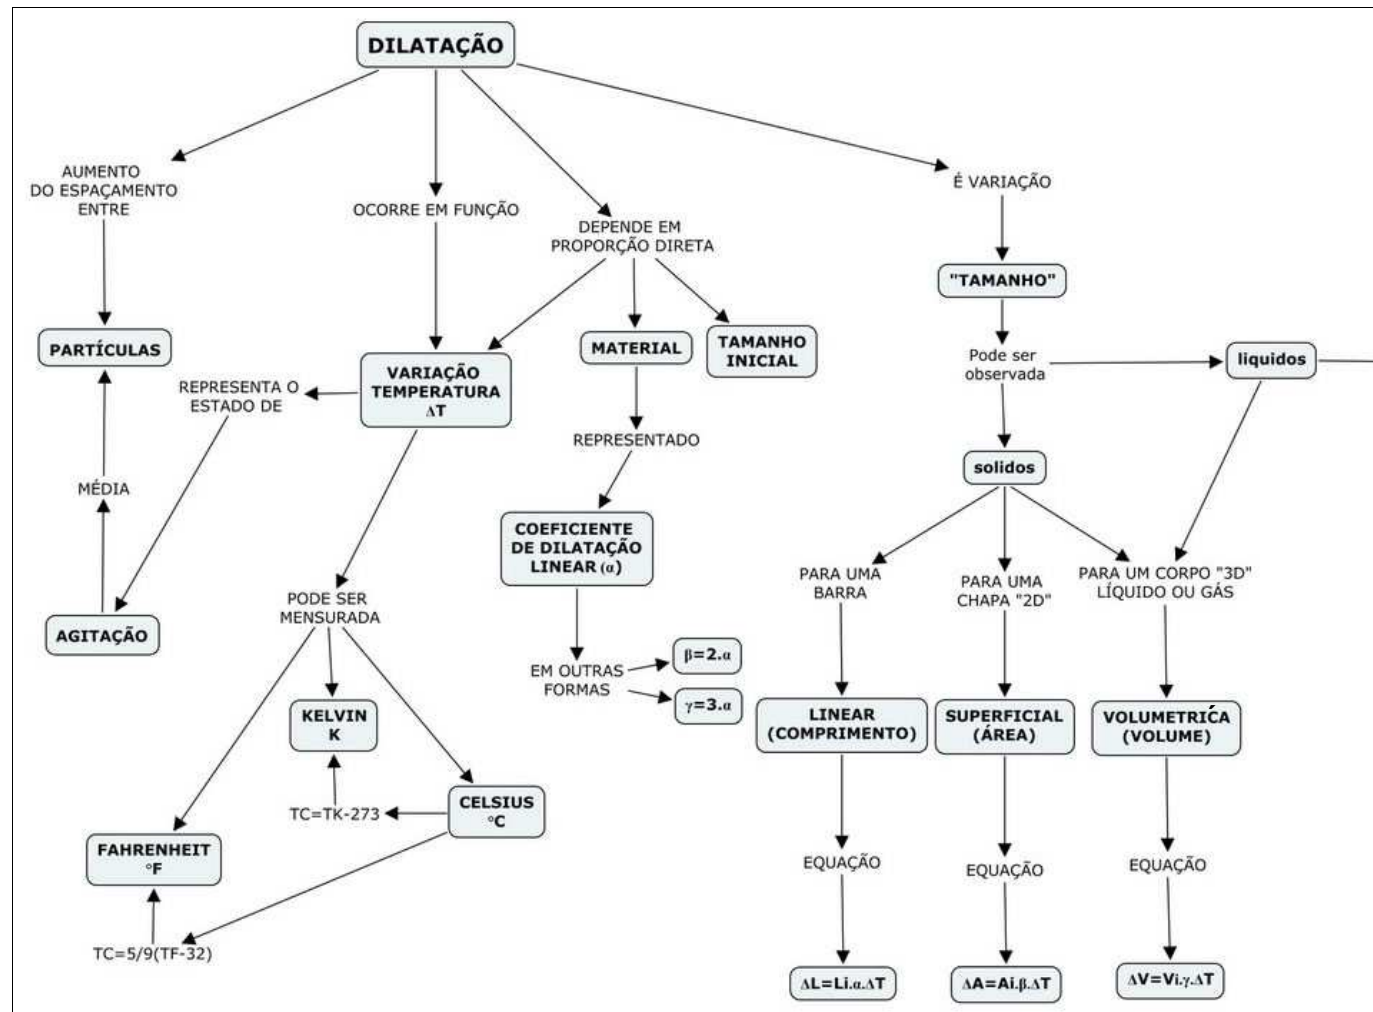 DILATAÇÃO
AUMENTO
DO ESPAÇAMENTO
ENTRE
OCORRE EM FUNÇÃO
DEPENDE EM
PROPORÇÃO DIRETA
É VARIAÇÃO
"TAMANHO"
PARTÍCULAS
VARIAÇÃO
TEMPERATURA
ΔT
MATERIAL
TAMANHO
INICIAL
Pode ser
observada
liquidos
REPRESENTA O
ESTADO DE
REPRESENTADO
solidos
MÉDIA
COEFICIENTE
DE DILATAÇÃO
LINEAR (α)
AGITAÇÃO
PODE SER
MENSURADA
PARA UMA
BARRA
PARA UMA
CHAPA "2D"
PARA UM CORPO "3D"
LÍQUIDO OU GÁS
EM OUTRAS
FORMAS
β=2.α
γ=3.α
KELVIN
K
LINEAR
(COMPRIMENTO)
SUPERFICIAL
(ÁREA)
VOLUMETRIĆA
(VOLUME)
TC=TK-273
CELSIUS
°C
FAHRENHEIT
°F
TC=5/9(TF-32)
EQUAÇÃO
EQUAÇÃO
EQUAÇÃO
ΔL=Li.α.ΔT
ΔA=Ai.β.ΔT
ΔV=Vi.γ.ΔT